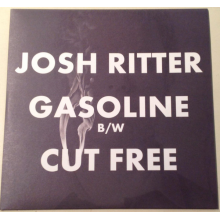 JOSH RITTER
GASOLINE
B/W
CUT FREE